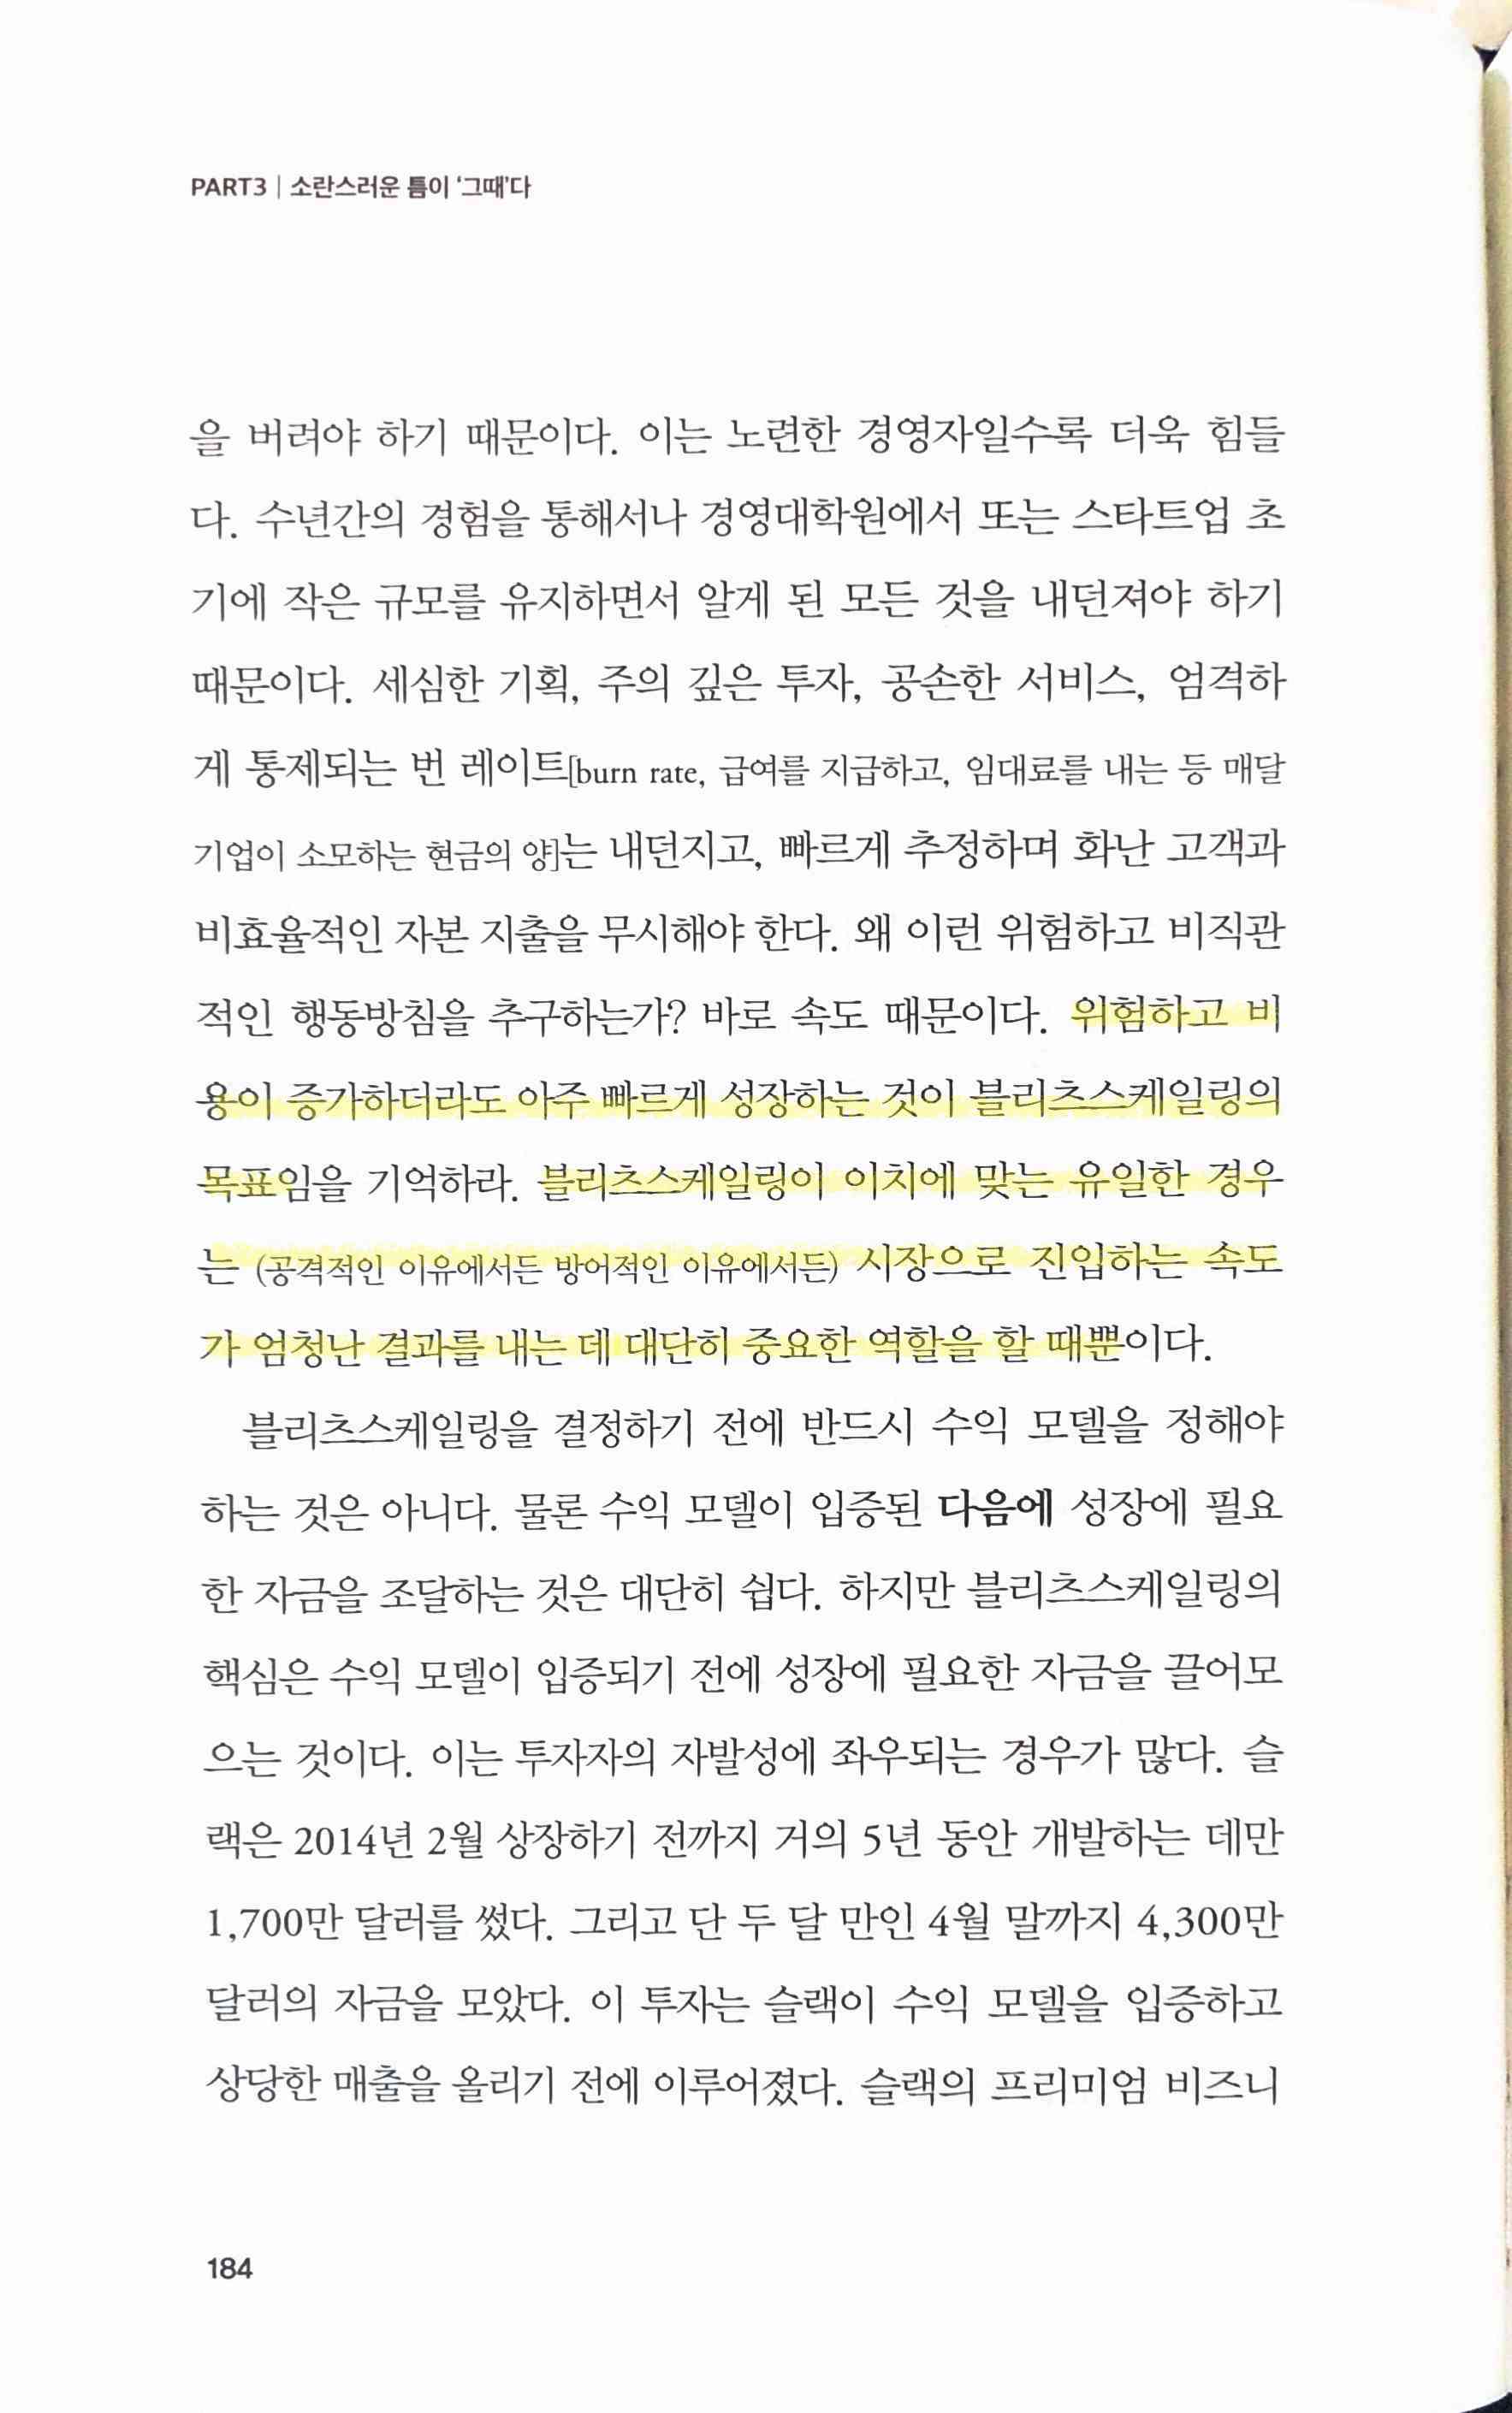 PART3 | 소란스러운 틈이 ‘그때’다
을 버려야 하기 때문이다. 이는 노련한 경영자일수록 더욱 힘들
다. 수년간의 경험을 통해서나 경영대학원에서 또는 스타트업 초
기에 작은 규모를 유지하면서 알게 된 모든 것을 내던져야 하기
때문이다. 세심한 기획, 주의 깊은 투자, 공손한 서비스, 엄격하
게 통제되는 번 레이트[burn rate, 급여를 지급하고, 임대료를 내는 등 매달
기업이 소모하는 현금의 양]는 내던지고, 빠르게 추정하며 화난 고객과
비효율적인 자본 지출을 무시해야 한다. 왜 이런 위험하고 비직관
적인 행동방침을 추구하는가? 바로 속도 때문이다. 위험하고 비
용이 증가하더라도 아주 빠르게 성장하는 것이 블리츠스케일링의
목표임을 기억하라. 블리츠스케일링이 이치에 맞는 유일한 경우
는 (공격적인 이유에서든 방어적인 이유에서든) 시장으로 진입하는 속도
가 엄청난 결과를 내는 데 대단히 중요한 역할을 할 때뿐이다.
블리츠스케일링을 결정하기 전에 반드시 수익 모델을 정해야
하는 것은 아니다. 물론 수익 모델이 입증된 다음에 성장에 필요
한 자금을 조달하는 것은 대단히 쉽다. 하지만 블리츠스케일링의
핵심은 수익 모델이 입증되기 전에 성장에 필요한 자금을 끌어모
으는 것이다. 이는 투자자의 자발성에 좌우되는 경우가 많다. 슬
랙은 2014년 2월 상장하기 전까지 거의 5년 동안 개발하는 데만
1,700만 달러를 썼다. 그리고 단 두 달 만인 4월 말까지 4,300만
달러의 자금을 모았다. 이 투자는 슬랙이 수익 모델을 입증하고
상당한 매출을 올리기 전에 이루어졌다. 슬랙의 프리미엄 비즈니
184